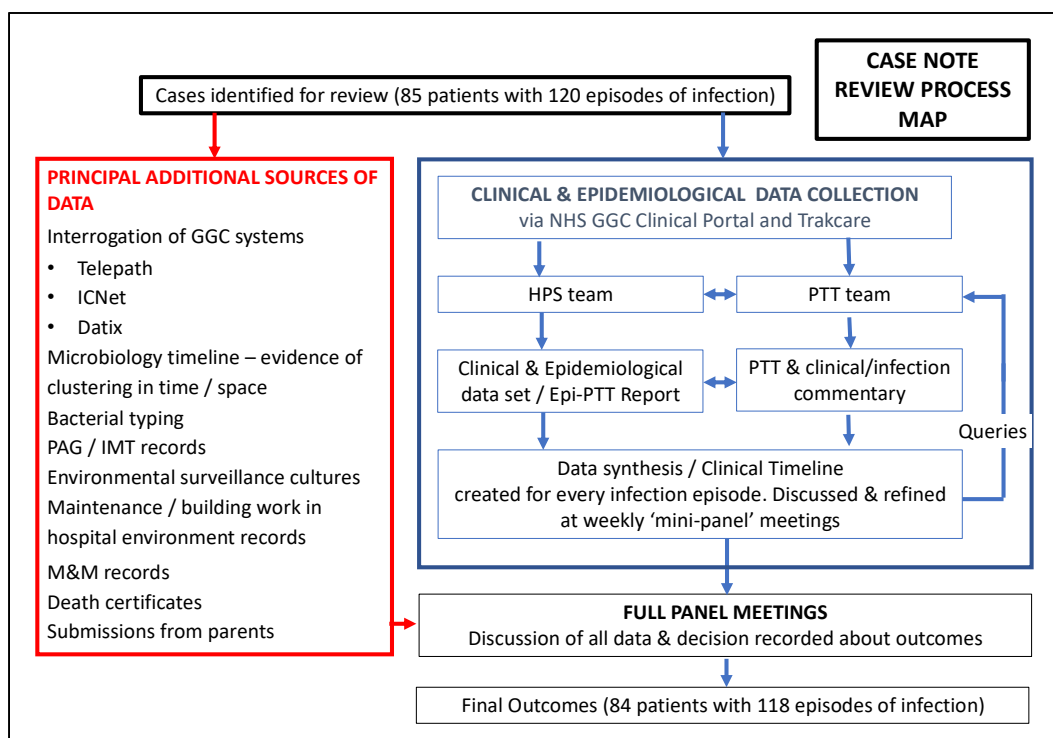 CASE NOTE
REVIEW PROCESS
MAP
Cases identified for review (85 patients with 120 episodes of infection)
PRINCIPAL ADDITIONAL SOURCES OF
DATA
Interrogation of GGC systems
• Telepath
• ICNet
• Datix
Microbiology timeline – evidence of
clustering in time / space
Bacterial typing
PAG / IMT records
Environmental surveillance cultures
Maintenance / building work in
hospital environment records
M&M records
Death certificates
Submissions from parents
CLINICAL & EPIDEMIOLOGICAL DATA COLLECTION
via NHS GGC Clinical Portal and Trakcare
HPS team
PTT team
Clinical & Epidemiological
data set / Epi-PTT Report
PTT & clinical/infection
commentary
Queries
Data synthesis / Clinical Timeline
created for every infection episode. Discussed & refined
at weekly ‘mini-panel’ meetings
FULL PANEL MEETINGS
Discussion of all data & decision recorded about outcomes
Final Outcomes (84 patients with 118 episodes of infection)